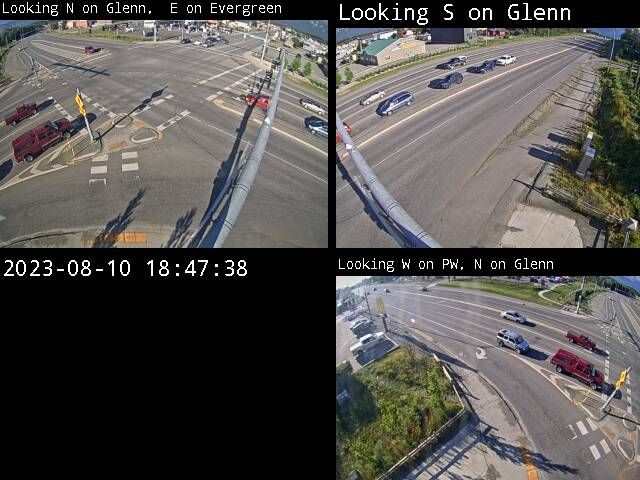 Looking N on Glenn, E on Evergreen
Looking S on Glenn
2023-08-10 18:47:38
Looking W on PW, N on Glenn